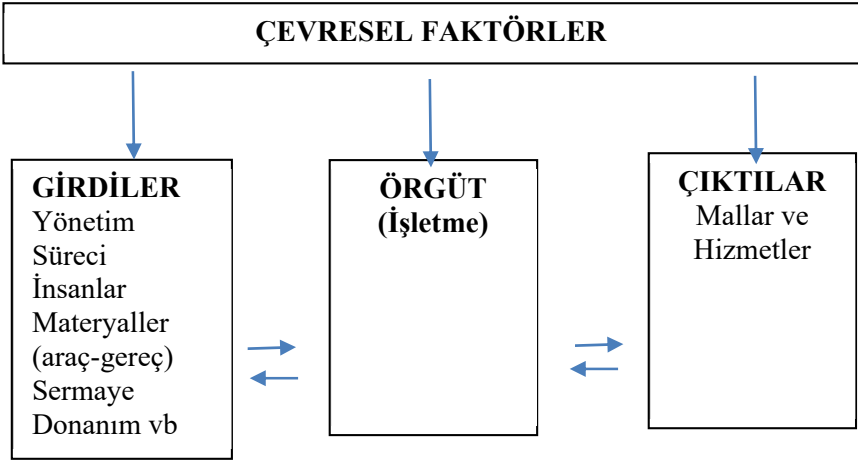 ÇEVRESEL FAKTÖRLER
GİRDİLER
Yönetim
Süreci
İnsanlar
Materyaller
(araç-gereç)
Sermaye
Donanım vb
ÖRGÜT
(İşletme)
ÇIKTILAR
Mallar ve
Hizmetler